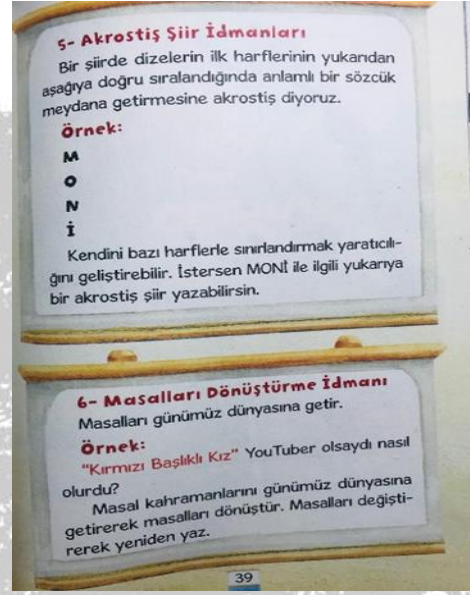 5- Akrostiş Şiir İdmanları
Bir şiirde dizelerin ilk harflerinin yukarıdan
aşağıya doğru sıralandığında anlamlı bir sözcük
meydana getirmesine akrostiş diyoruz.
Örnek:
M
O
N
İ
Kendini bazı harflerle sınırlandırmak yaratıcılı-
ğını geliştirebilir. İstersen MONİ ile ilgili yukarıya
bir akrostiş şiir yazabilirsin.
6- Masalları Dönüştürme İdmanı
Masalları günümüz dünyasına getir.
Örnek:
"Kırmızı Başlıklı Kız" YouTuber olsaydı nasıl
olurdu?
Masal kahramanlarını günümüz dünyasına
getirerek masalları dönüştür. Masalları değişti-
rerek yeniden yaz.
39